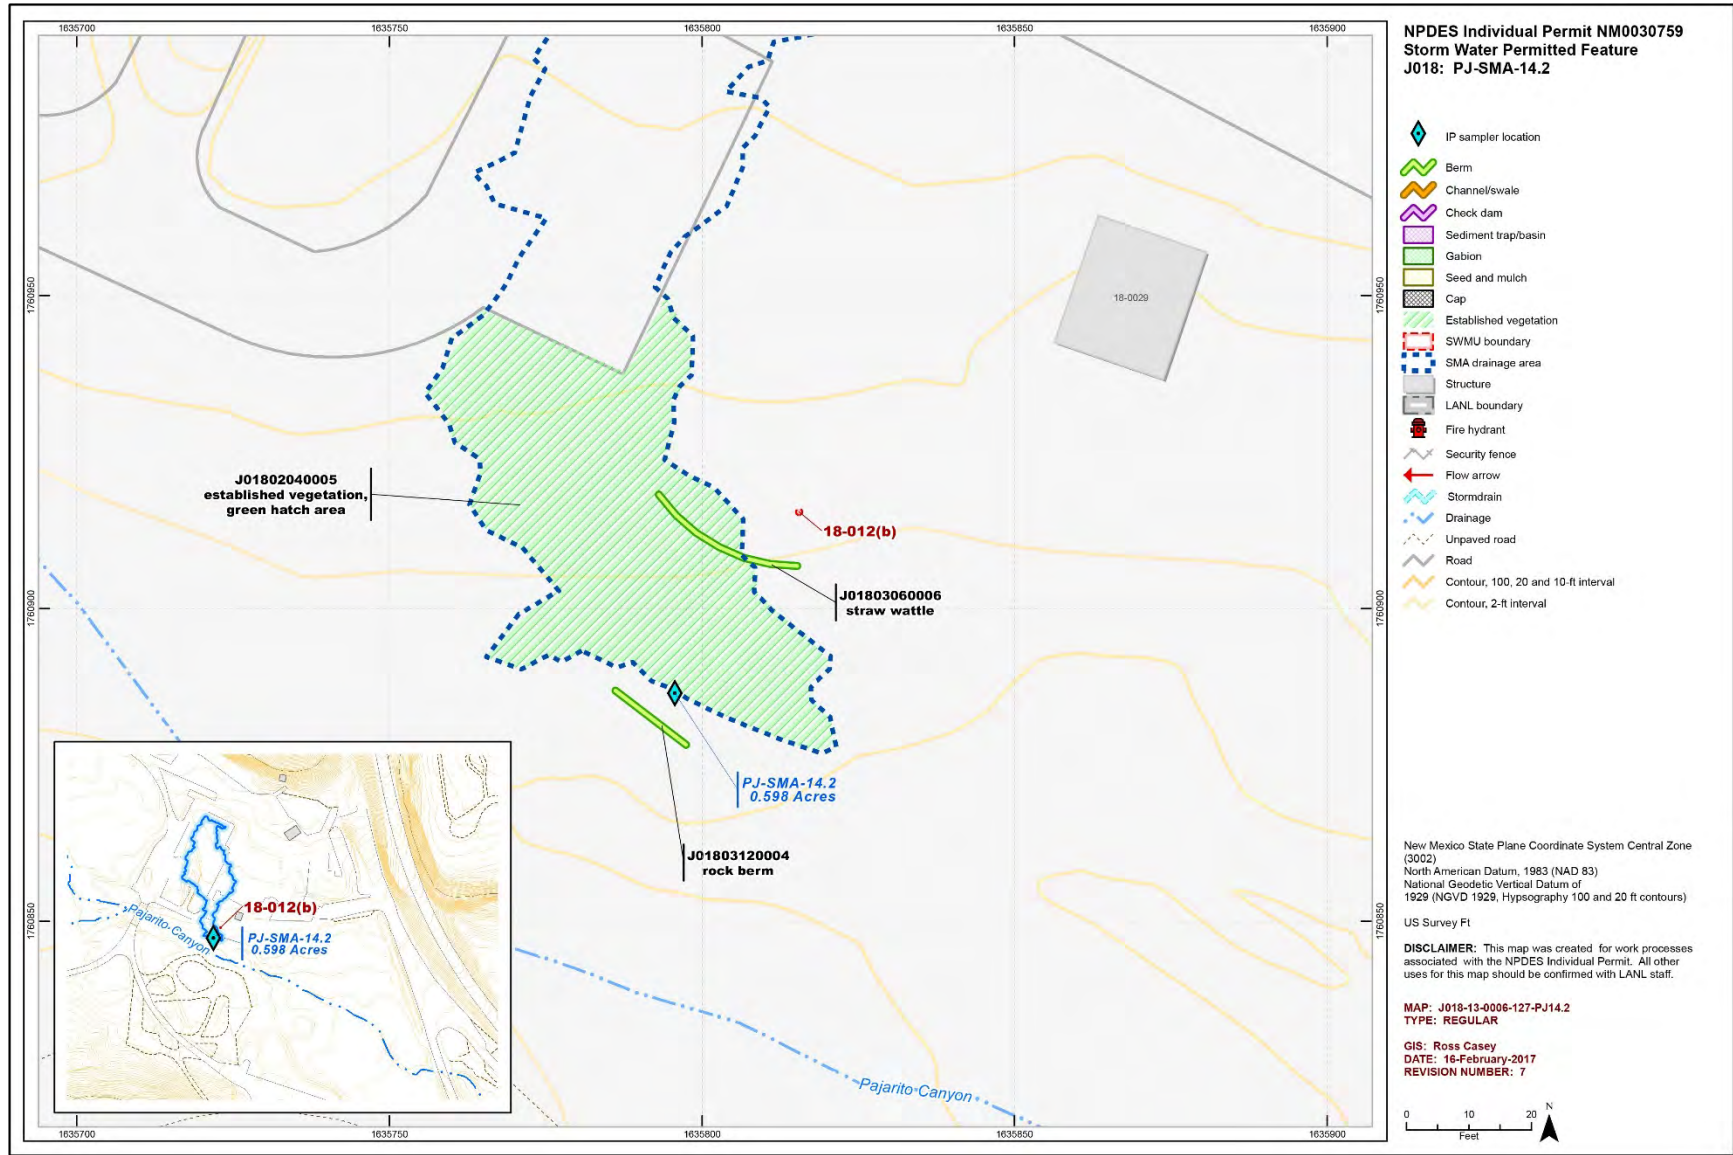 1635700
1635750
1635800
1635850
1635900
1760950
1760900
1760850
1760950
1760900
1760850
18-0029
J01802040005
established vegetation,
green hatch area
18-012(b)
J01803060006
straw wattle
PJ-SMA-14.2
0.598 Acres
J01803120004
rock berm
Pajarito Canyon
18-012(b)
PJ-SMA-14.2
0.598 Acres
Pajarito Canyon
1635700
1635750
1635800
1635850
1635900
NPDES Individual Permit NM0030759
Storm Water Permitted Feature
J018: PJ-SMA-14.2
IP sampler location
Berm
Channel/swale
Check dam
Sediment trap/basin
Gabion
Seed and mulch
Cap
Established vegetation
SWMU boundary
SMA drainage area
Structure
LANL boundary
Fire hydrant
Security fence
Flow arrow
Stormdrain
Drainage
Unpaved road
Road
Contour, 100, 20 and 10-ft interval
Contour, 2-ft interval
New Mexico State Plane Coordinate System Central Zone
(3002)
North American Datum, 1983 (NAD 83)
National Geodetic Vertical Datum of
1929 (NGVD 1929, Hypsography 100 and 20 ft contours)
US Survey Ft
DISCLAIMER: This map was created for work processes
associated with the NPDES Individual Permit. All other
uses for this map should be confirmed with LANL staff.
MAP: J018-13-0006-127-PJ14.2
TYPE: REGULAR
GIS: Ross Casey
DATE: 16-February-2017
REVISION NUMBER: 7
0 10 20
Feet
N